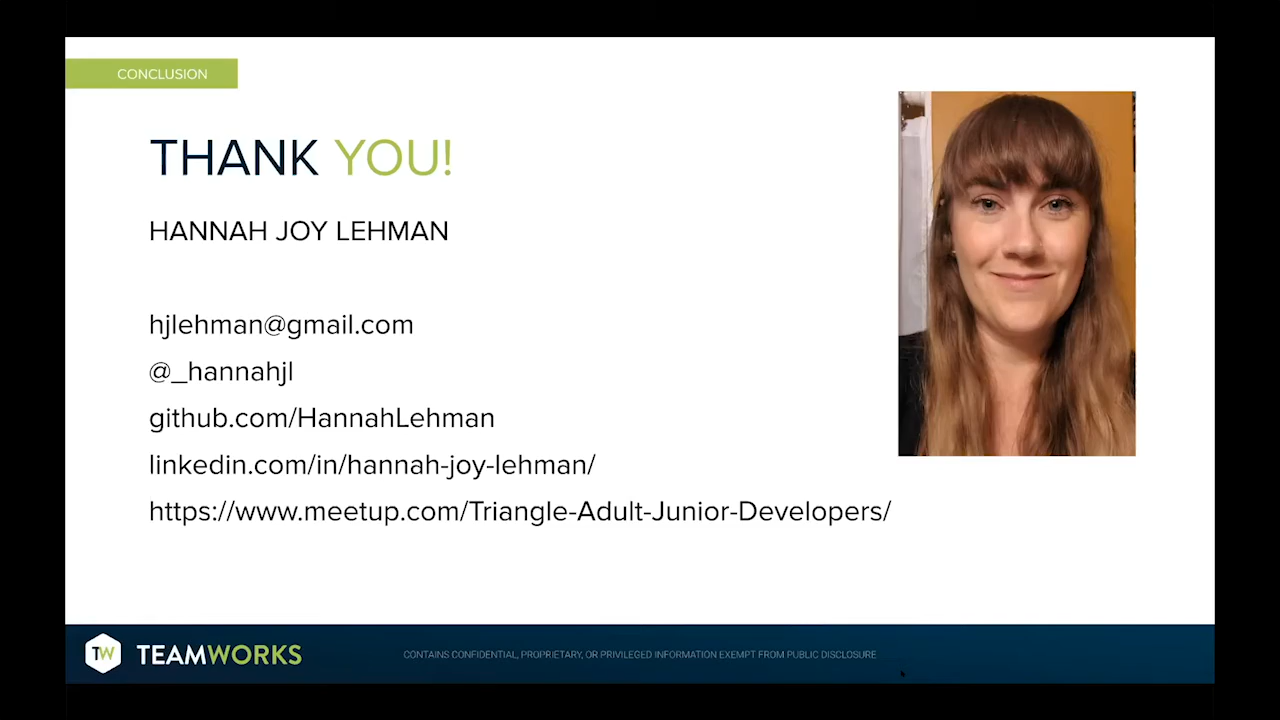 CONCLUSION
THANK YOU!
HANNAH JOY LEHMAN
hjlehman@gmail.com
@_hannahjl
github.com/HannahLehman
linkedin.com/in/hannah-joy-lehman/
https://www.meetup.com/Triangle-Adult-Junior-Developers/
TW TEAMWORKS
CONTAINS CONFIDENTIAL, PROPRIETARY, OR PRIVILEGED INFORMATION EXEMPT FROM PUBLIC DISCLOSURE